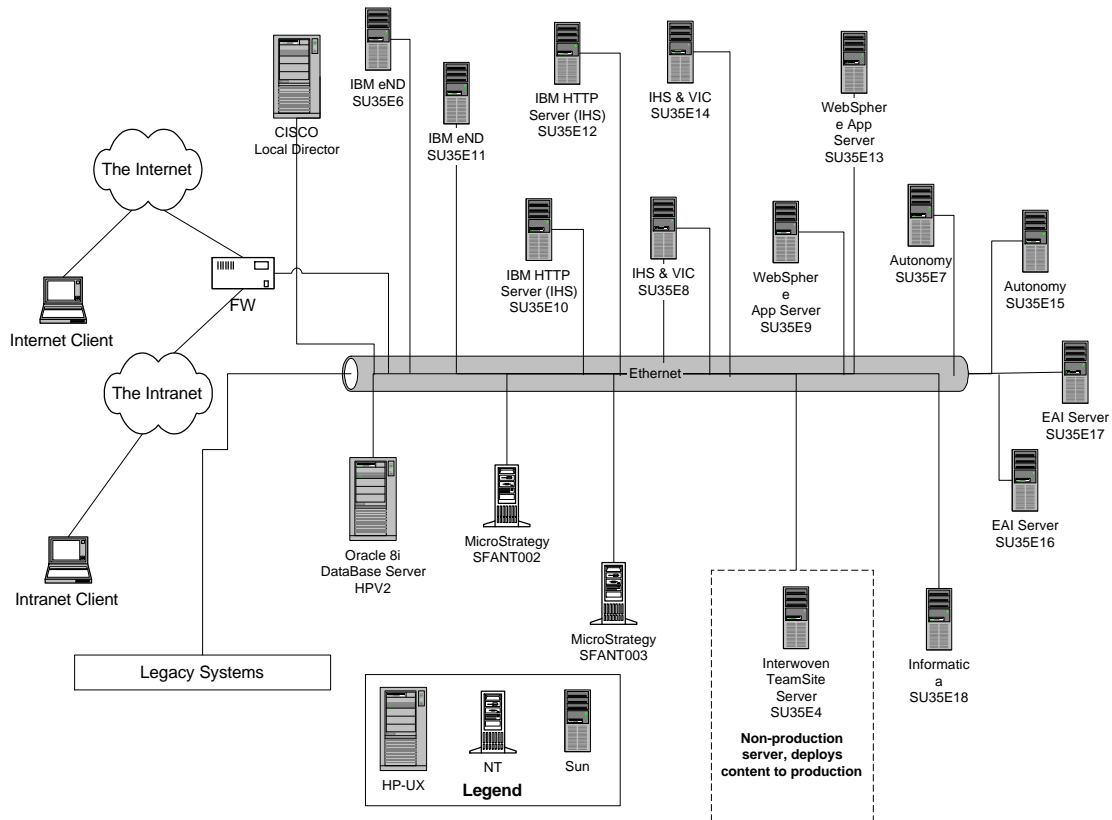 IBM eND
SU35E6
CISCO
Local Director
IBM eND
SU35E11
IBM HTTP
Server (IHS)
SU35E12
IHS & VIC
SU35E14
WebSpher
e App
Server
SU35E13
The Internet
IBM HTTP
Server (IHS)
SU35E10
IHS & VIC
SU35E8
WebSpher
e
App Server
SU35E9
Autonomy
SU35E7
Autonomy
SU35E15
FW
Internet Client
The Intranet
Ethernet
EAI Server
SU35E17
EAI Server
SU35E16
Oracle 8i
DataBase Server
HPV2
MicroStrategy
SFANT002
Intranet Client
MicroStrategy
SFANT003
Interwoven
TeamSite
Server
SU35E4
Informatic
a
SU35E18
Legacy Systems
Non-production
server, deploys
content to production
HP-UX
NT
Sun
Legend